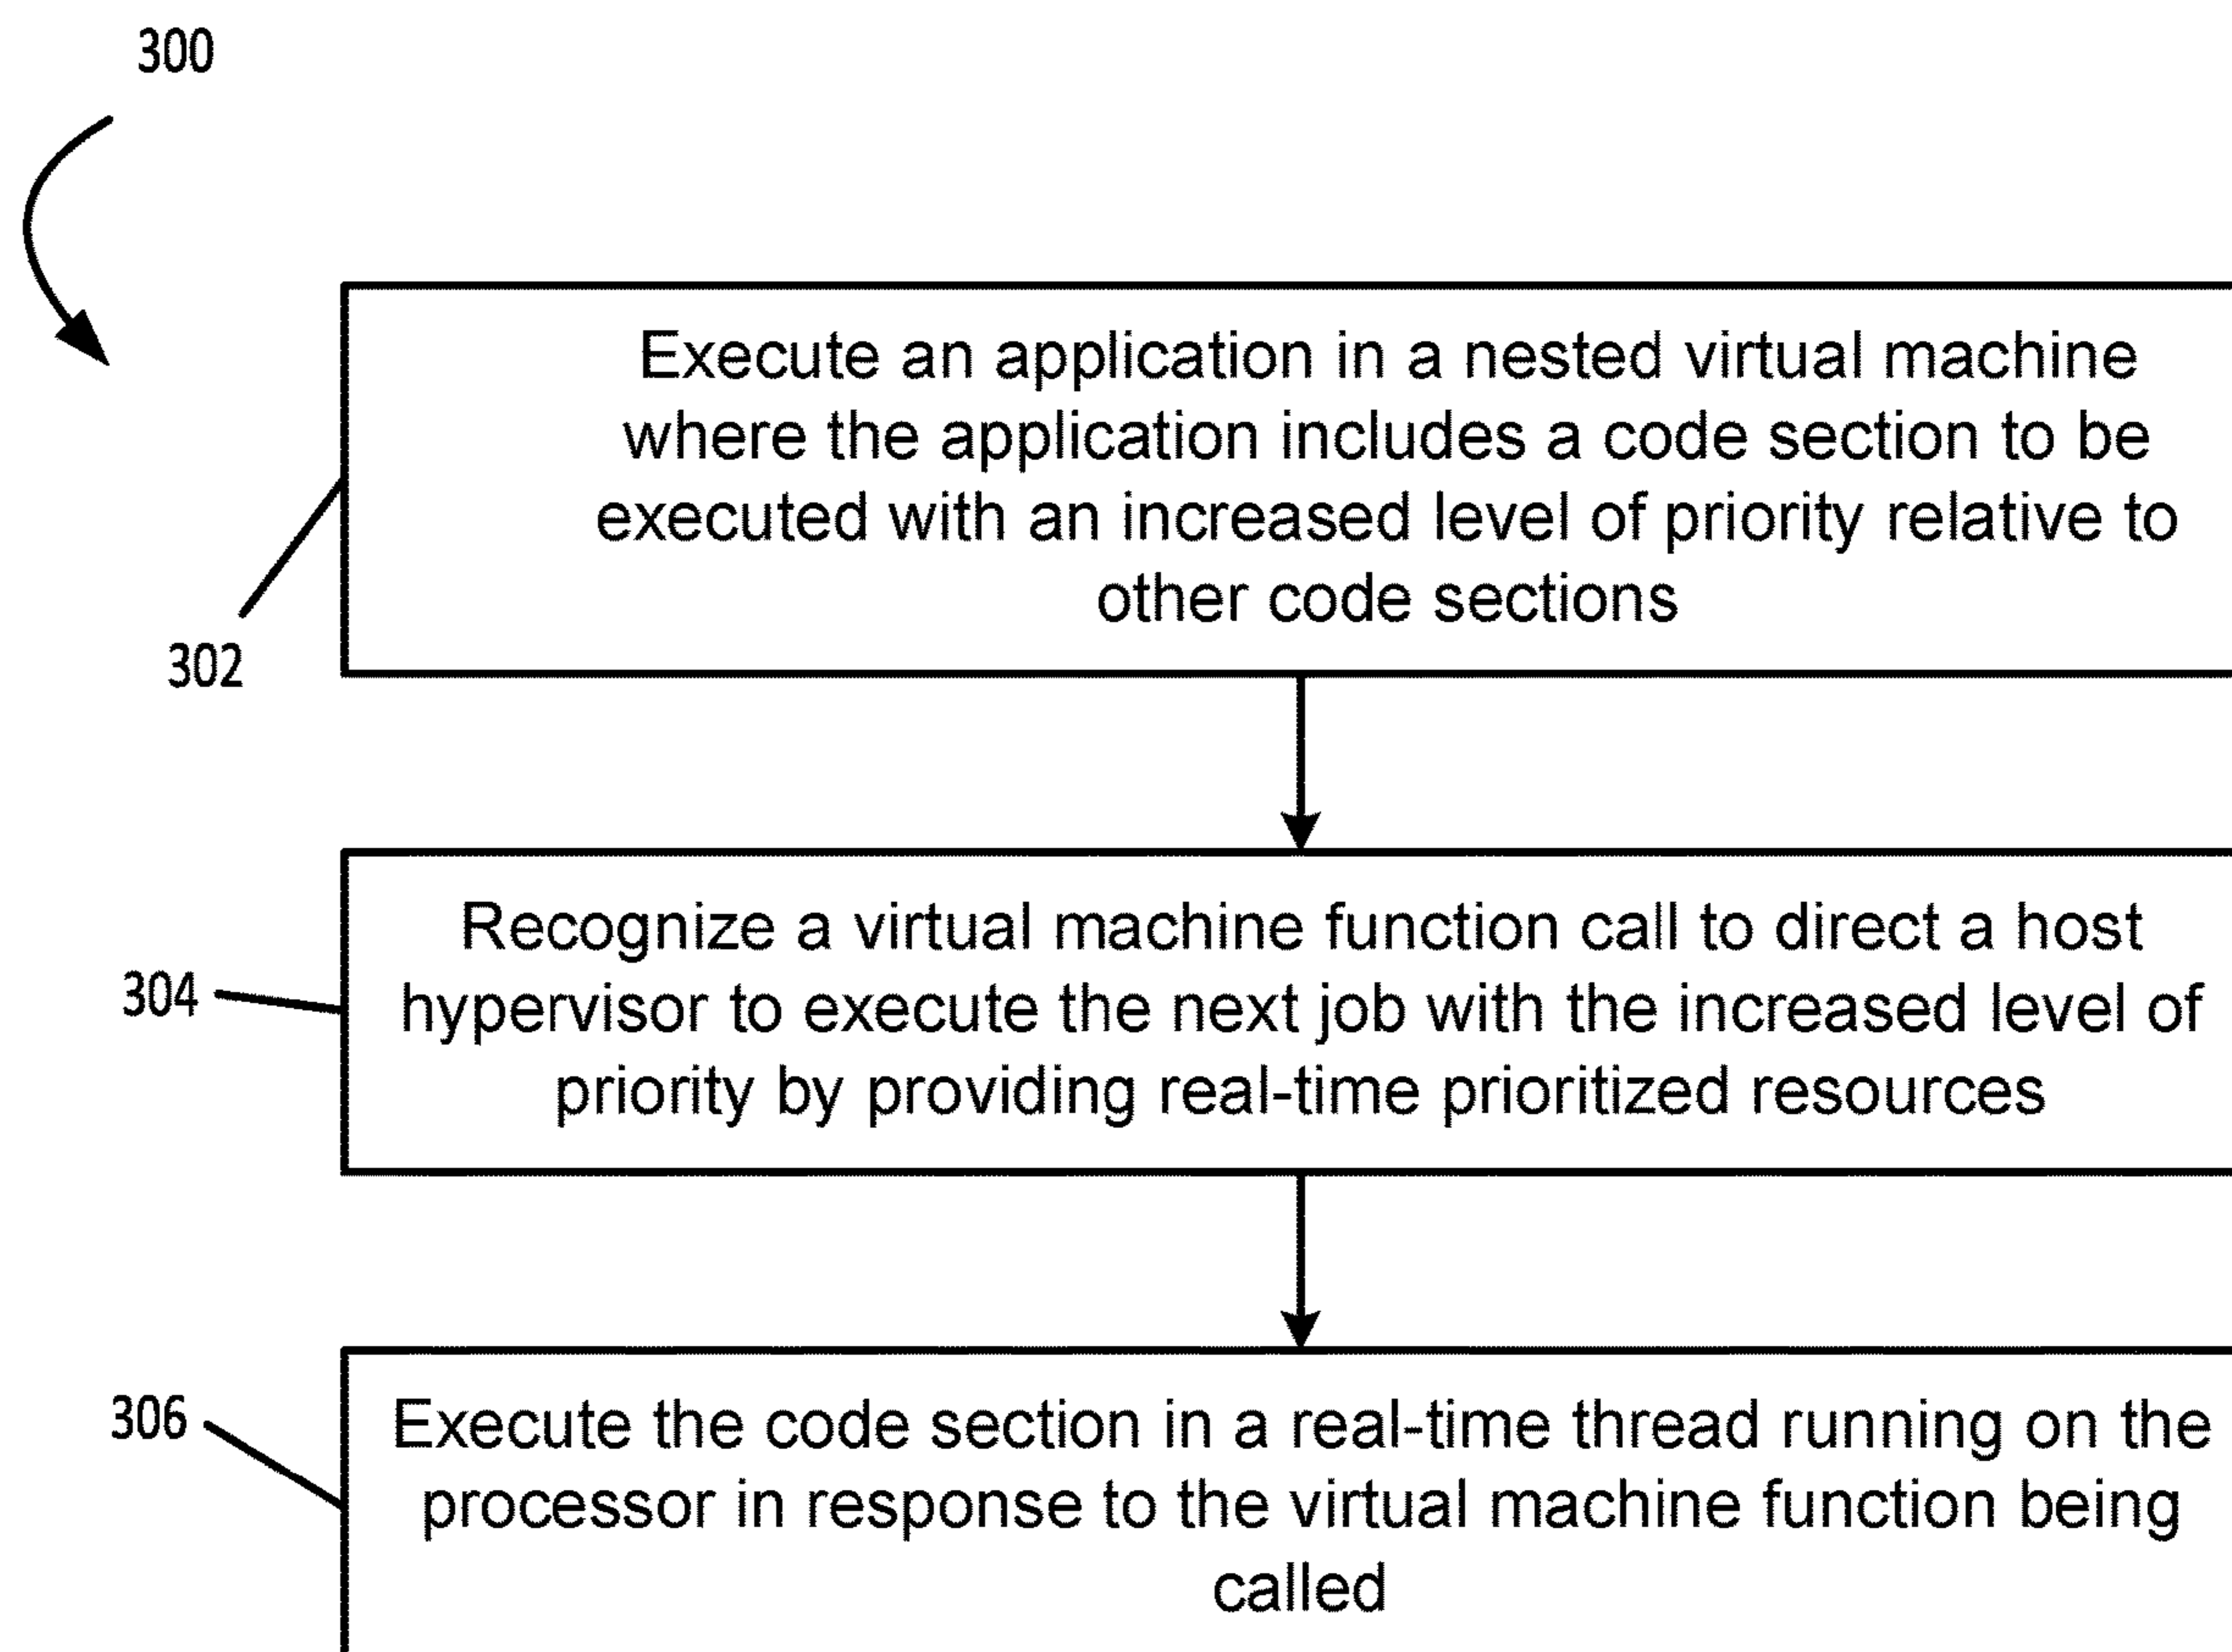 300
Execute an application in a nested virtual machine
where the application includes a code section to be
executed with an increased level of priority relative to
other code sections
302
Recognize a virtual machine function call to direct a host
hypervisor to execute the next job with the increased level of
priority by providing real-time prioritized resources
304
Execute the code section in a real-time thread running on the
processor in response to the virtual machine function being
called
306